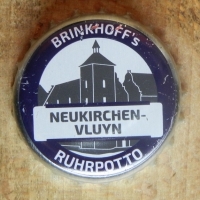 BRINKHOFF's
NEUKIRCHEN-
VLUYN
RUHRPOTTO